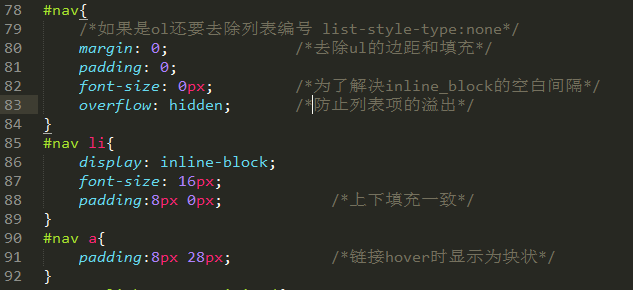 78 #nav{
79 /*如果是ol还要去除列表编号 list-style-type:none*/
80 margin: 0; /*去除ul的边距和填充*/
81 padding: 0;
82 font-size: 0px; /*为了解决inline_block的空白间隔*/
83 overflow: hidden; /*防止列表项的溢出*/
84 }
85 #nav li{
86 display: inline-block;
87 font-size: 16px;
88 padding:8px 0px; /*上下填充一致*/
89 }
90 #nav a{
91 padding:8px 28px; /*链接hover时显示为块状*/
92 }